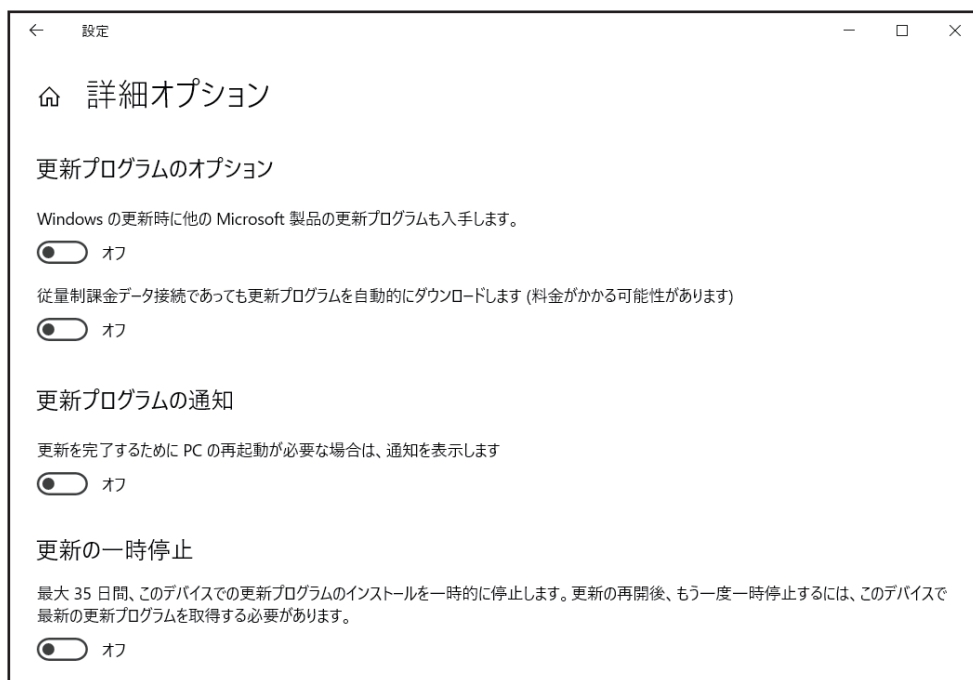 設定
詳細オプション
更新プログラムのオプション
Windows の更新時に他の Microsoft 製品の更新プログラムも入手します。
オフ
従量制課金データ接続であっても更新プログラムを自動的にダウンロードします (料金がかかる可能性があります)
オフ
更新プログラムの通知
更新を完了するために PC の再起動が必要な場合は、通知を表示します
オフ
更新の一時停止
最大 35 日間、このデバイスでの更新プログラムのインストールを一時的に停止します。更新の再開後、もう一度一時停止するには、このデバイスで
最新の更新プログラムを取得する必要があります。
オフ